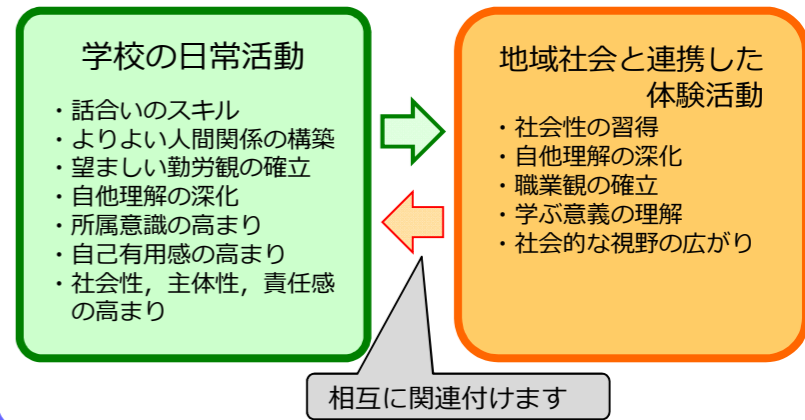 学校の日常活動
・話合いのスキル
・よりよい人間関係の構築
・望ましい勤労観の確立
・自他理解の深化
・所属意識の高まり
・自己有用感の高まり
・社会性，主体性，責任感
の高まり
地域社会と連携した
体験活動
・社会性の習得
・自他理解の深化
・職業観の確立
・学ぶ意義の理解
・社会的な視野の広がり
相互に関連付けます